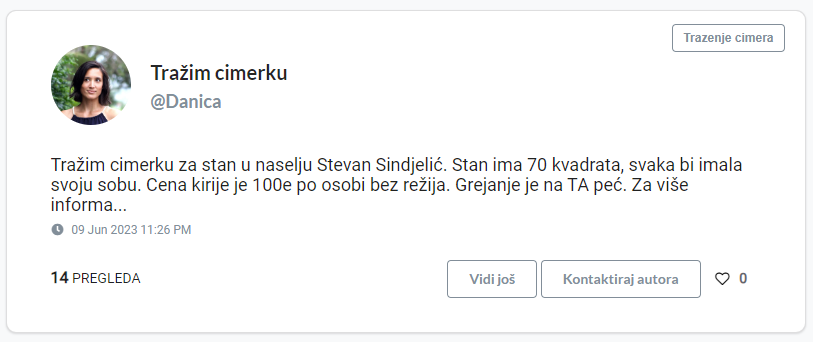 Trazenje cimera
Tražim cimerku
@Danica
Tražim cimerku za stan u naselju Stevan Sindjelić. Stan ima 70 kvadrata, svaka bi imala
svoju sobu. Cena kirije je 100e po osobi bez režija. Grejanje je na TA peć. Za više
informa...
09 Jun 2023 11:26 PM
14 PREGLEDA
Vidi još
Kontaktiraj autora
0